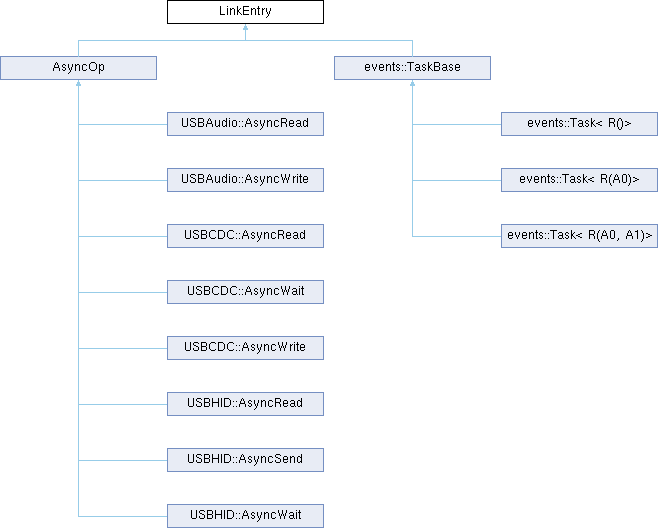 LinkEntry
AsyncOp
events::TaskBase
USBAudio::AsyncRead
events::Task< R()>
USBAudio::AsyncWrite
events::Task< R(A0)>
USBCDC::AsyncRead
events::Task< R(A0, A1)>
USBCDC::AsyncWait
USBCDC::AsyncWrite
USBHID::AsyncRead
USBHID::AsyncSend
USBHID::AsyncWait